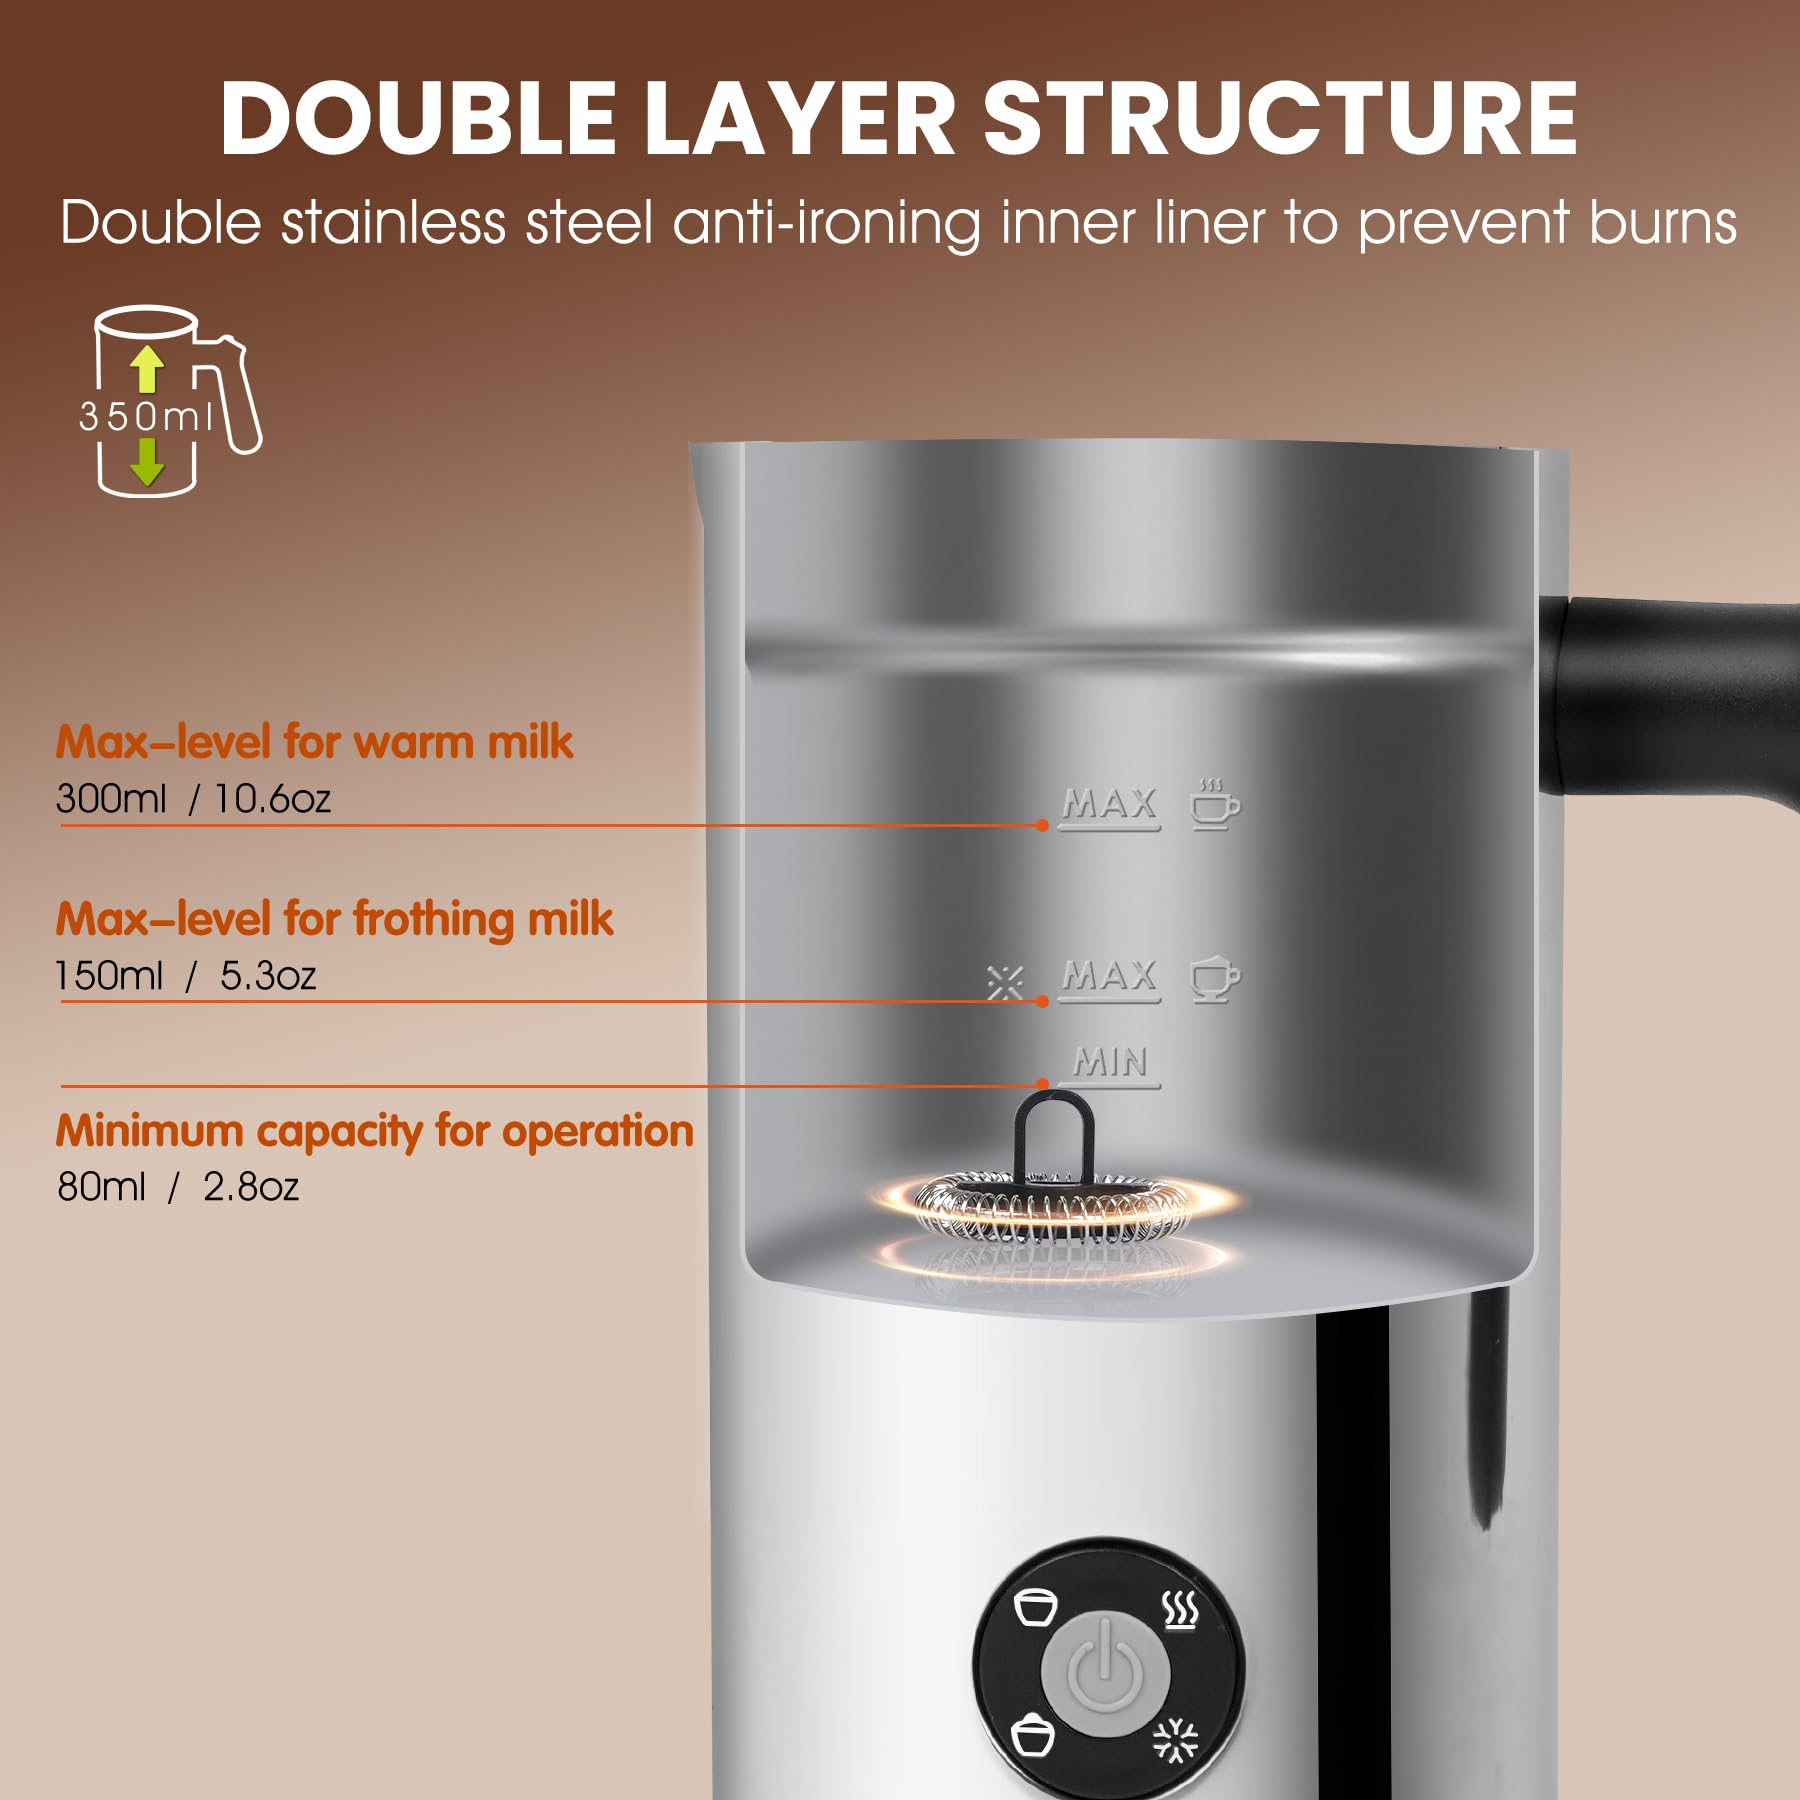 DOUBLE LAYER STRUCTURE
Double stainless steel anti-ironing inner liner to prevent burns
350ml
Max-level for warm milk
300ml / 10.6oz
MAX
Max-level for frothing milk
150ml / 5.3oz
MAX
MIN
Minimum capacity for operation
80ml / 2.8oz